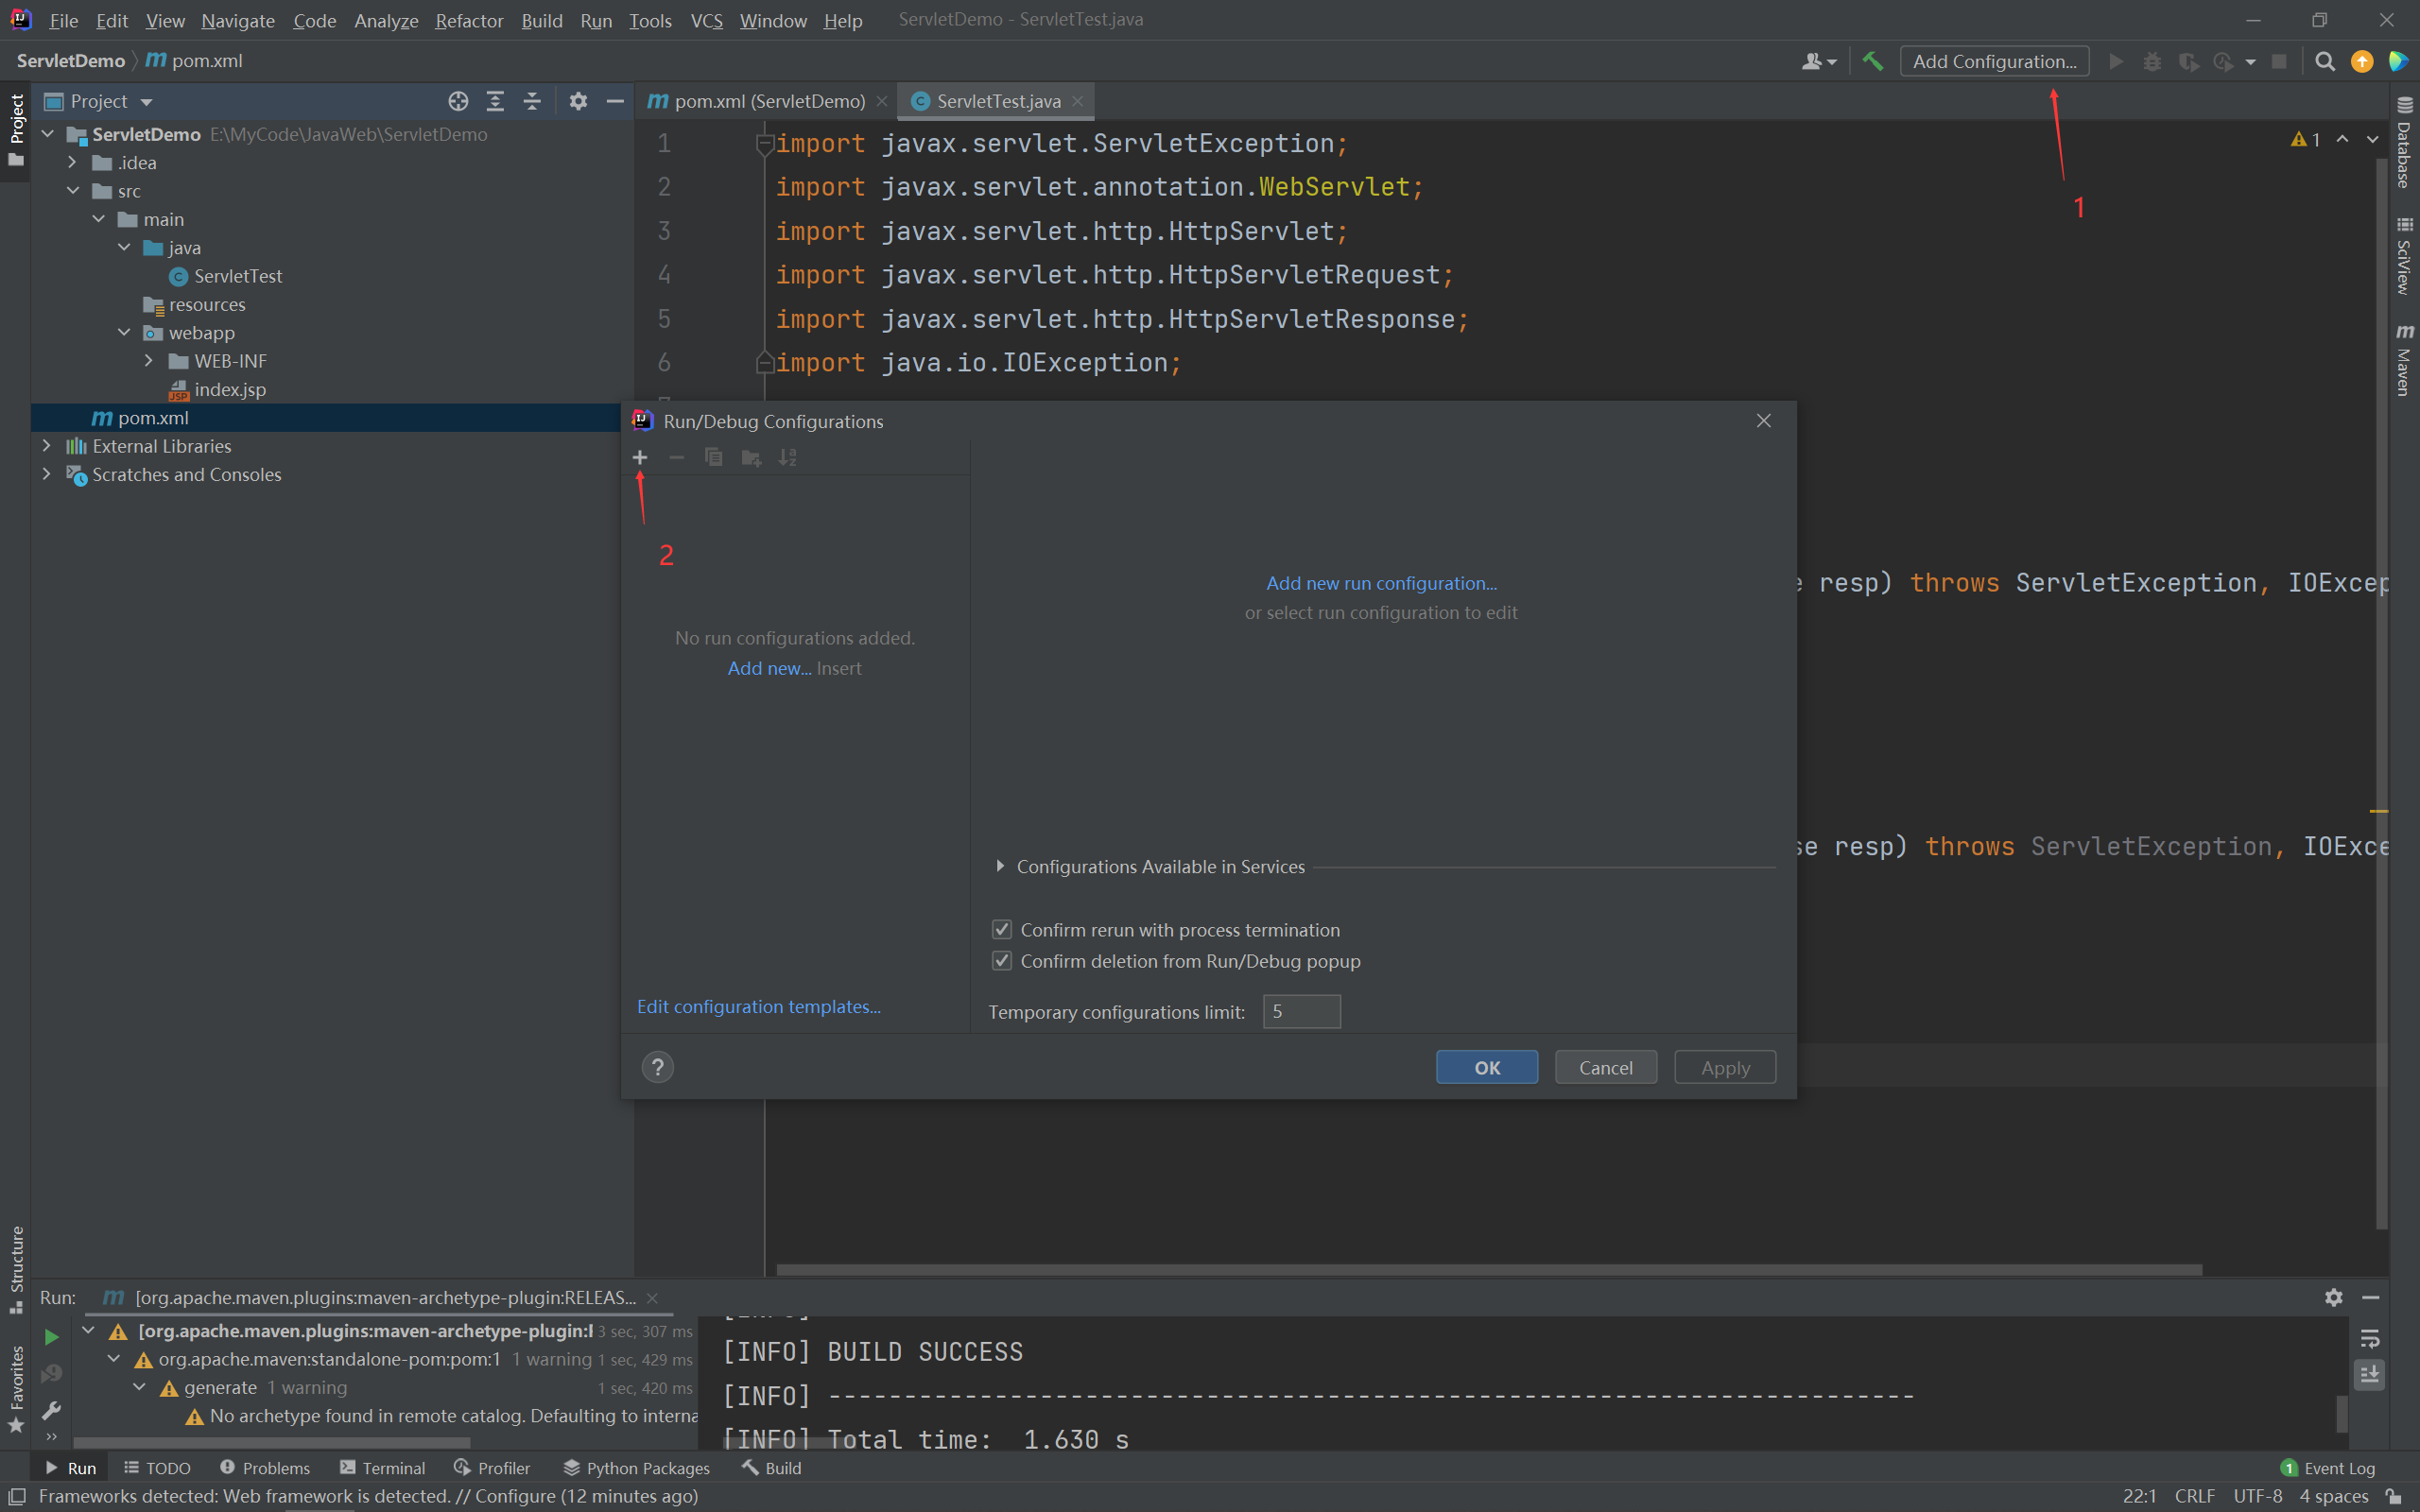 File Edit View Navigate Code Analyze Refactor Build Run Tools VCS Window Help ServletDemo - ServletTest.java
ServletDemo pom.xml
Add Configuration...
Project
pom.xml (ServletDemo)
ServletTest.java
ServletDemo E:\MyCode\JavaWeb\ServletDemo
.idea
src
main
java
ServletTest
resources
webapp
WEB-INF
index.jsp
pom.xml
External Libraries
Scratches and Consoles
1 import javax.servlet.ServletException;
2 import javax.servlet.annotation.WebServlet;
3 import javax.servlet.http.HttpServlet;
4 import javax.servlet.http.HttpServletRequest;
5 import javax.servlet.http.HttpServletResponse;
6 import java.io.IOException;
1
1
resp) throws ServletException, IOExcep
se resp) throws ServletException, IOExce
Run/Debug Configurations
2
No run configurations added.
Add new... Insert
Add new run configuration...
or select run configuration to edit
Configurations Available in Services
Confirm rerun with process termination
Confirm deletion from Run/Debug popup
Edit configuration templates...
Temporary configurations limit: 5
?
OK
Cancel
Apply
Project
Structure
Favorites
Database
SciView
Maven
Run: [org.apache.maven.plugins:maven-archetype-plugin:RELEAS...
[org.apache.maven.plugins:maven-archetype-plugin:I 3 sec, 307 ms
org.apache.maven:standalone-pom:pom:1 1 warning 1 sec, 429 ms
generate 1 warning 1 sec, 420 ms
No archetype found in remote catalog. Defaulting to interna
[INFO] BUILD SUCCESS
[INFO] ------------------------------------------------------------------------
[INFO] Total time:  1.630 s
Run TODO Problems Terminal Profiler Python Packages Build
1 Event Log
Frameworks detected: Web framework is detected. // Configure (12 minutes ago)
22:1 CRLF UTF-8 4 spaces